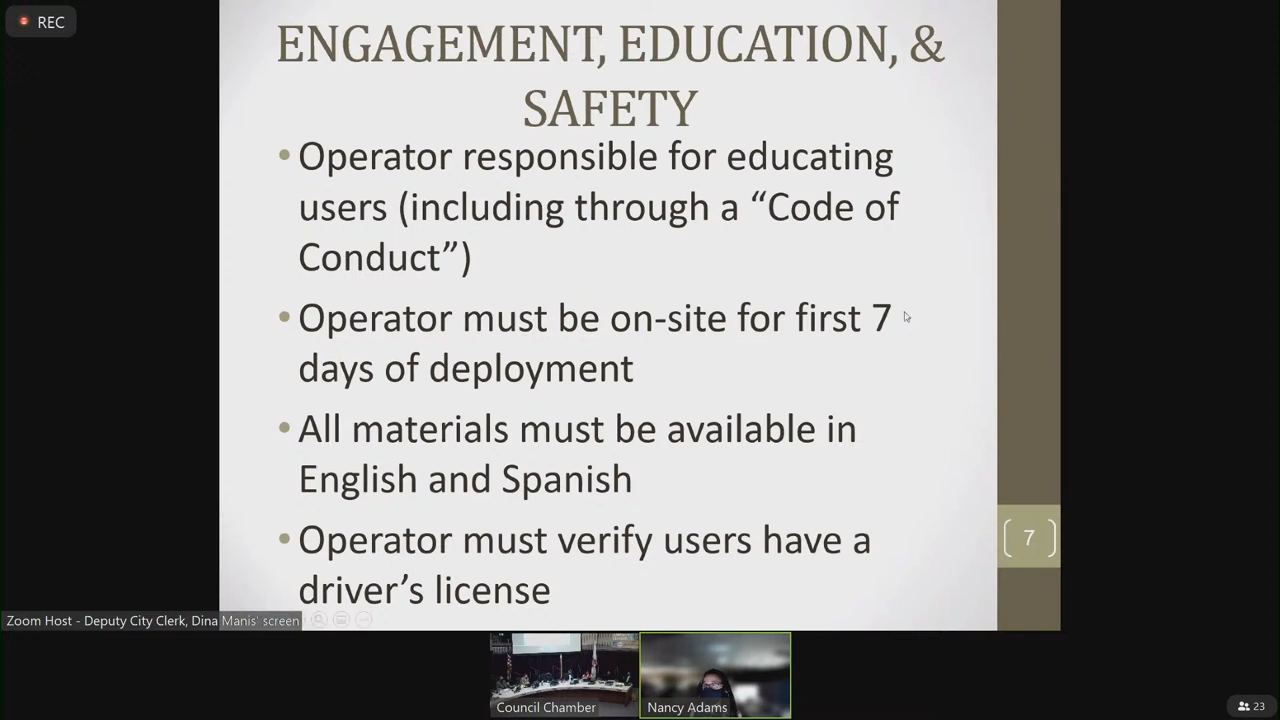 REC
ENGAGEMENT, EDUCATION, &
SAFETY
• Operator responsible for educating
users (including through a “Code of
Conduct”)
• Operator must be on-site for first 7
days of deployment
• All materials must be available in
English and Spanish
• Operator must verify users have a
driver’s license
7
Zoom Host - Deputy City Clerk, Dina Manis' screen
Council Chamber
Nancy Adams
23